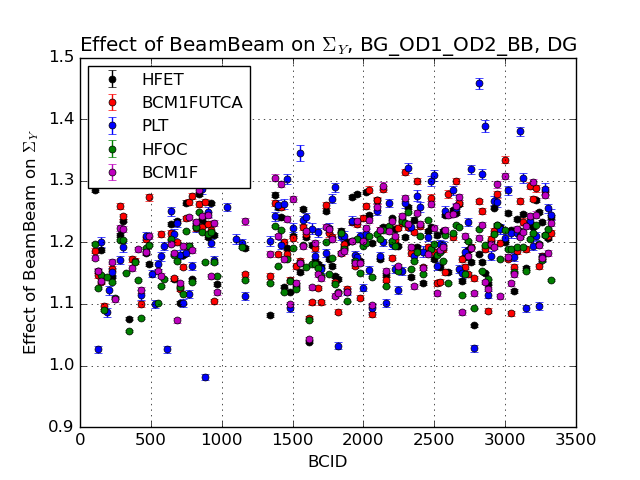 Effect of BeamBeam on Σ_Y, BG_OD1_OD2_BB, DG
1.5
1.4
1.3
1.2
1.1
1.0
0.9
Effect of BeamBeam on Σ_Y
HFET
BCM1FUTCA
PLT
HFOC
BCM1F
0 500 1000 1500 2000 2500 3000 3500
BCID